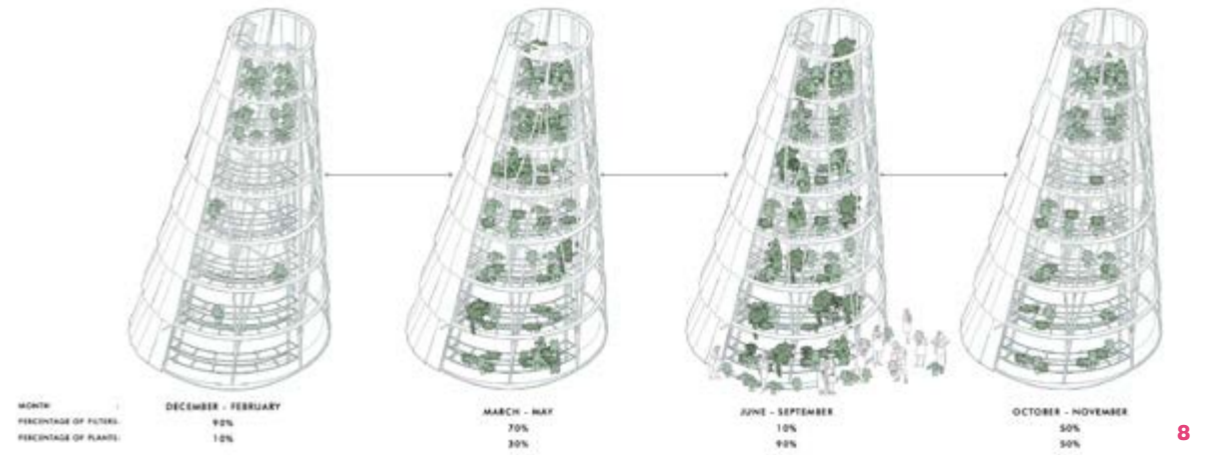 MONTH :
DECEMBER - FEBRUARY
MARCH - MAY
JUNE - SEPTEMBER
OCTOBER - NOVEMBER
PERCENTAGE OF FILTERS:
90%
70%
10%
50%
PERCENTAGE OF PLANTS:
10%
30%
90%
50%
8